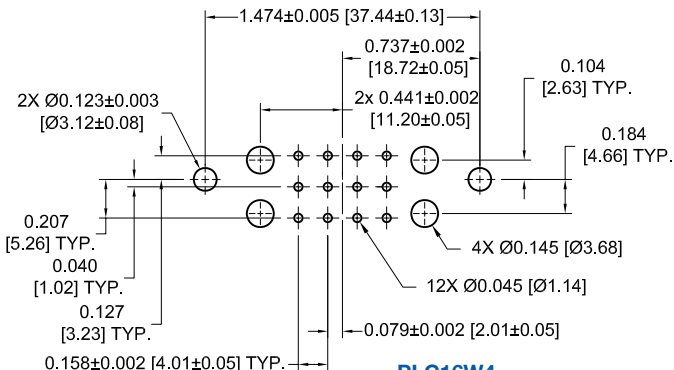 1.474±0.005 [37.44±0.13]
0.737±0.002
[18.72±0.05]
0.104
[2.63] TYP.
2X Ø0.123±0.003
[Ø3.12±0.08]
2x 0.441±0.002
[11.20±0.05]
0.184
[4.66] TYP.
0.207
[5.26] TYP.
4X Ø0.145 [Ø3.68]
0.040
[1.02] TYP.
12X Ø0.045 [Ø1.14]
0.127
[3.23] TYP.
0.079±0.002 [2.01±0.05]
0.158±0.002 [4.01±0.05] TYP.